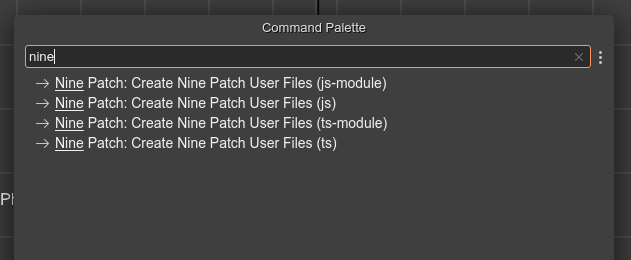 Command Palette
nine
→ Nine Patch: Create Nine Patch User Files (js-module)
→ Nine Patch: Create Nine Patch User Files (js)
→ Nine Patch: Create Nine Patch User Files (ts-module)
→ Nine Patch: Create Nine Patch User Files (ts)